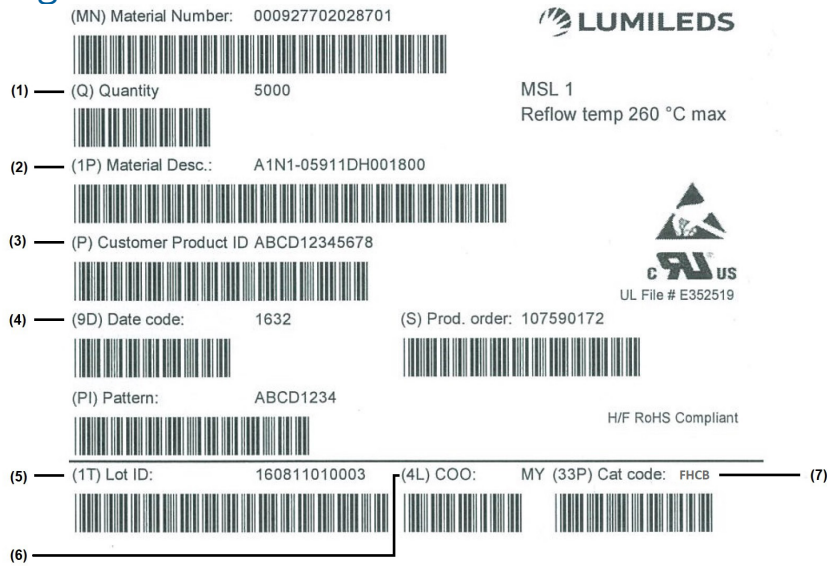 (MN) Material Number: 000927702028701
LUMILEDS
(1) (Q) Quantity 5000
MSL 1
Reflow temp 260 °C max
(2) (1P) Material Desc.: A1N1-05911DH001800
(3) (P) Customer Product ID ABCD12345678
c RU US
UL File # E352519
(4) (9D) Date code: 1632 (S) Prod. order: 107590172
(PI) Pattern: ABCD1234
H/F RoHS Compliant
(5) (1T) Lot ID: 160811010003 (4L) COO: MY (33P) Cat code: FHCB (7)
(6)